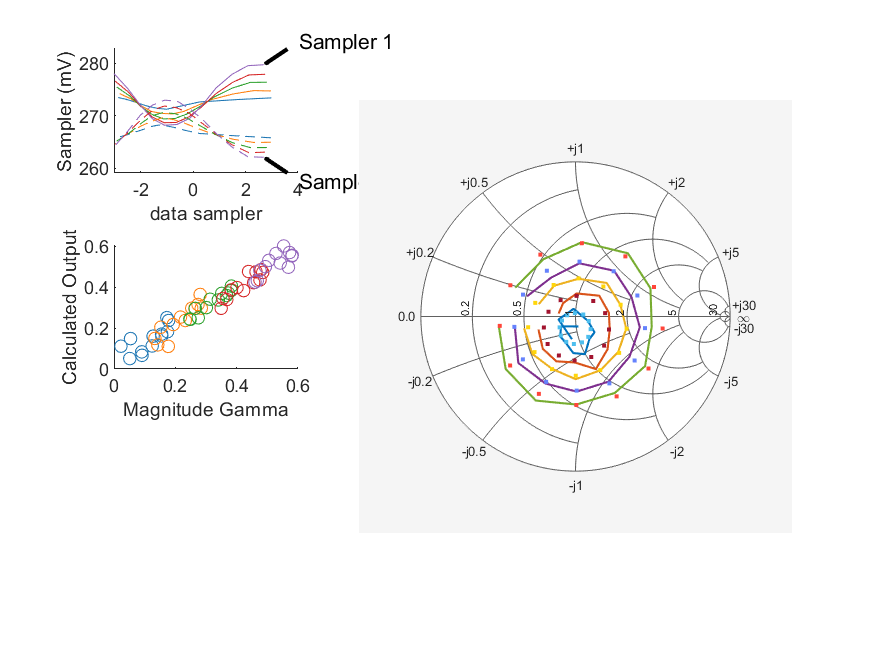 Sampler 1
Sampler (mV)
280
270
260
-2 0 2 4
data sampler
Sampl
Calculated Output
0.6
0.4
0.2
0
0 0.2 0.4 0.6
Magnitude Gamma
+j1
+j0.5 +j2
+j0.2 +j5
0.0 0.2 0.5 1 2 5 30 +j30
∞
-j30
-j0.2 -j5
-j0.5 -j2
-j1